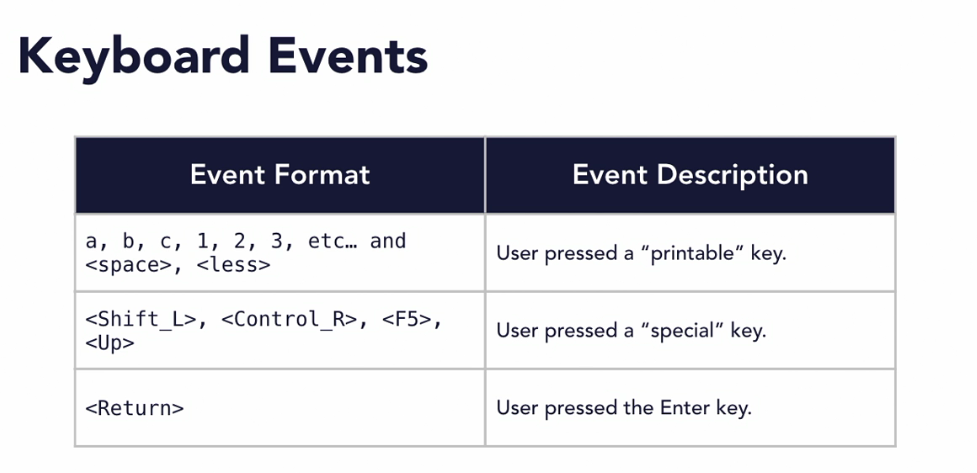 Keyboard Events
Event Format
Event Description
a, b, c, 1, 2, 3, etc… and
<space>, <less>
User pressed a “printable” key.
<Shift_L>, <Control_R>, <F5>,
<Up>
User pressed a “special” key.
<Return>
User pressed the Enter key.